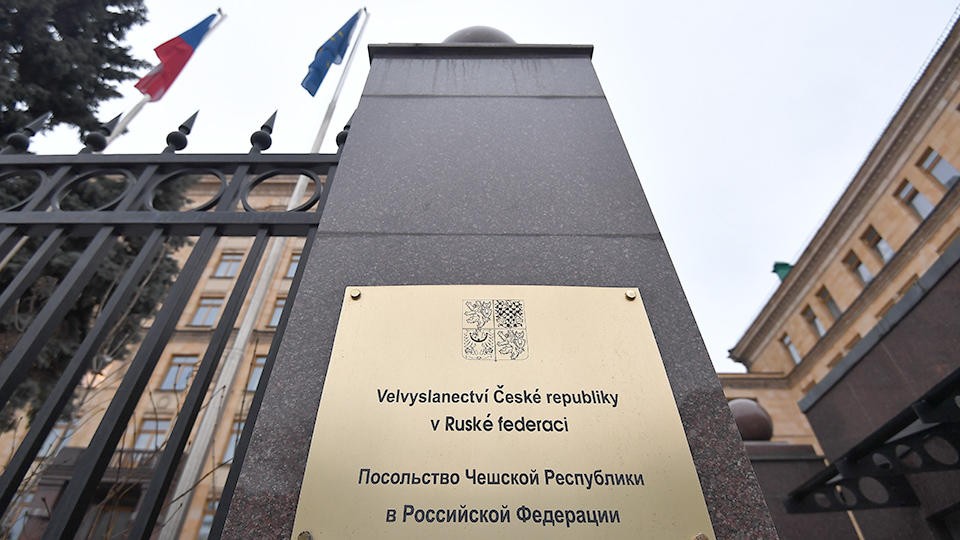 Velvyslanectví České republiky
v Ruské federaci
Посольство Чешской Республики
в Российской Федерации